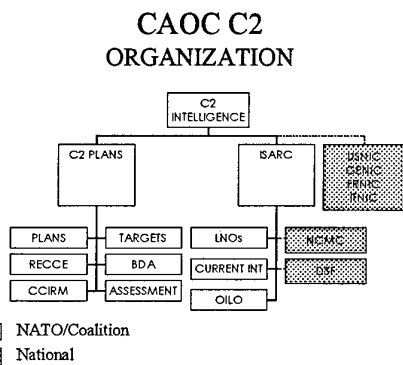 CAOC C2
ORGANIZATION
C2
INTELLIGENCE
C2 PLANS
ISARC
USNIC
GENIC
FRNIC
ITNIC
PLANS
TARGETS
LNOs
NCMC
RECCE
BDA
CURRENT INT
DSF
CCIRM
ASSESSMENT
OILO
NATO/Coalition
National